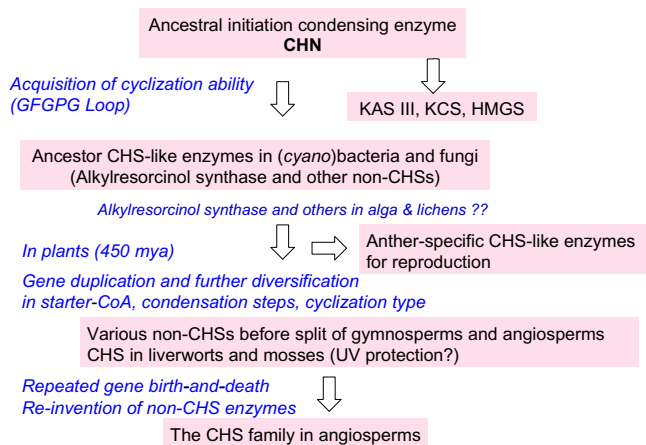 Ancestral initiation condensing enzyme
CHN
Acquisition of cyclization ability
(GFGPG Loop)
KAS III, KCS, HMGS
Ancestor CHS-like enzymes in (cyano)bacteria and fungi
(Alkylresorcinol synthase and other non-CHSs)
Alkylresorcinol synthase and others in alga & lichens ??
In plants (450 mya)
Anther-specific CHS-like enzymes
for reproduction
Gene duplication and further diversification
in starter-CoA, condensation steps, cyclization type
Various non-CHSs before split of gymnosperms and angiosperms
CHS in liverworts and mosses (UV protection?)
Repeated gene birth-and-death
Re-invention of non-CHS enzymes
The CHS family in angiosperms